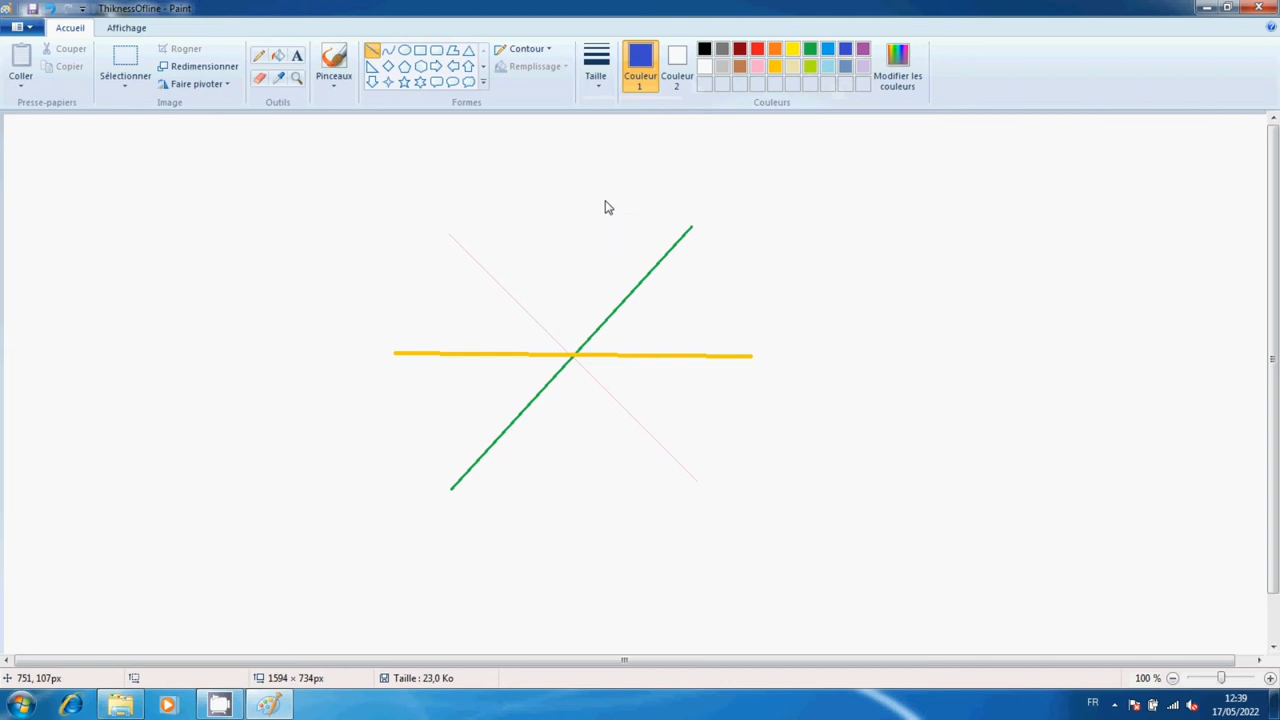 ThiknessOfline - Paint
Accueil
Affichage
Coller
Couper
Copier
Presse-papiers
Sélectionner
Rogner
Redimensionner
Faire pivoter
Image
A
Outils
Pinceaux
Contour
Remplissage
Formes
Taille
Couleur
1
Couleur
2
Modifier les
couleurs
Couleurs
751, 107px
1594 × 734px
Taille : 23,0 Ko
100 %
FR
12:39
17/05/2022